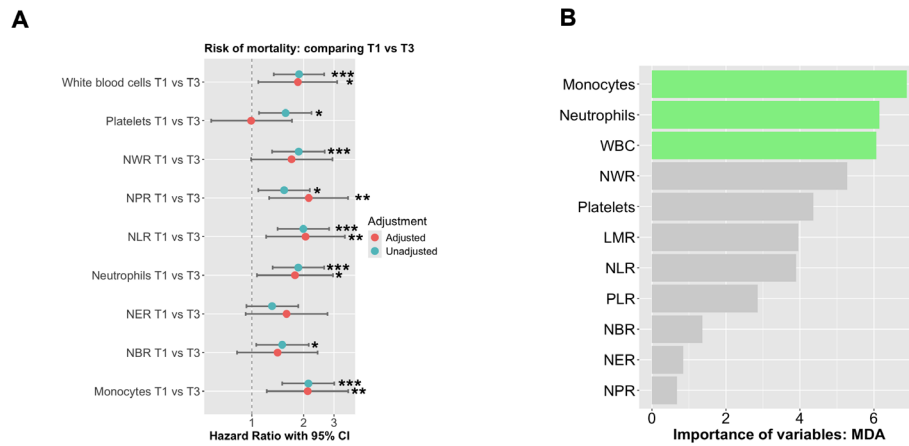 A
Risk of mortality: comparing T1 vs T3
White blood cells T1 vs T3
***
*
Platelets T1 vs T3
*
NWR T1 vs T3
***
NPR T1 vs T3
*
**
NLR T1 vs T3
***
**
Neutrophils T1 vs T3
***
*
NER T1 vs T3
NBR T1 vs T3
*
Monocytes T1 vs T3
***
**
1 2 3
Hazard Ratio with 95% CI
Adjustment
Adjusted
Unadjusted
B
Monocytes
Neutrophils
WBC
NWR
Platelets
LMR
NLR
PLR
NBR
NER
NPR
0 2 4 6
Importance of variables: MDA